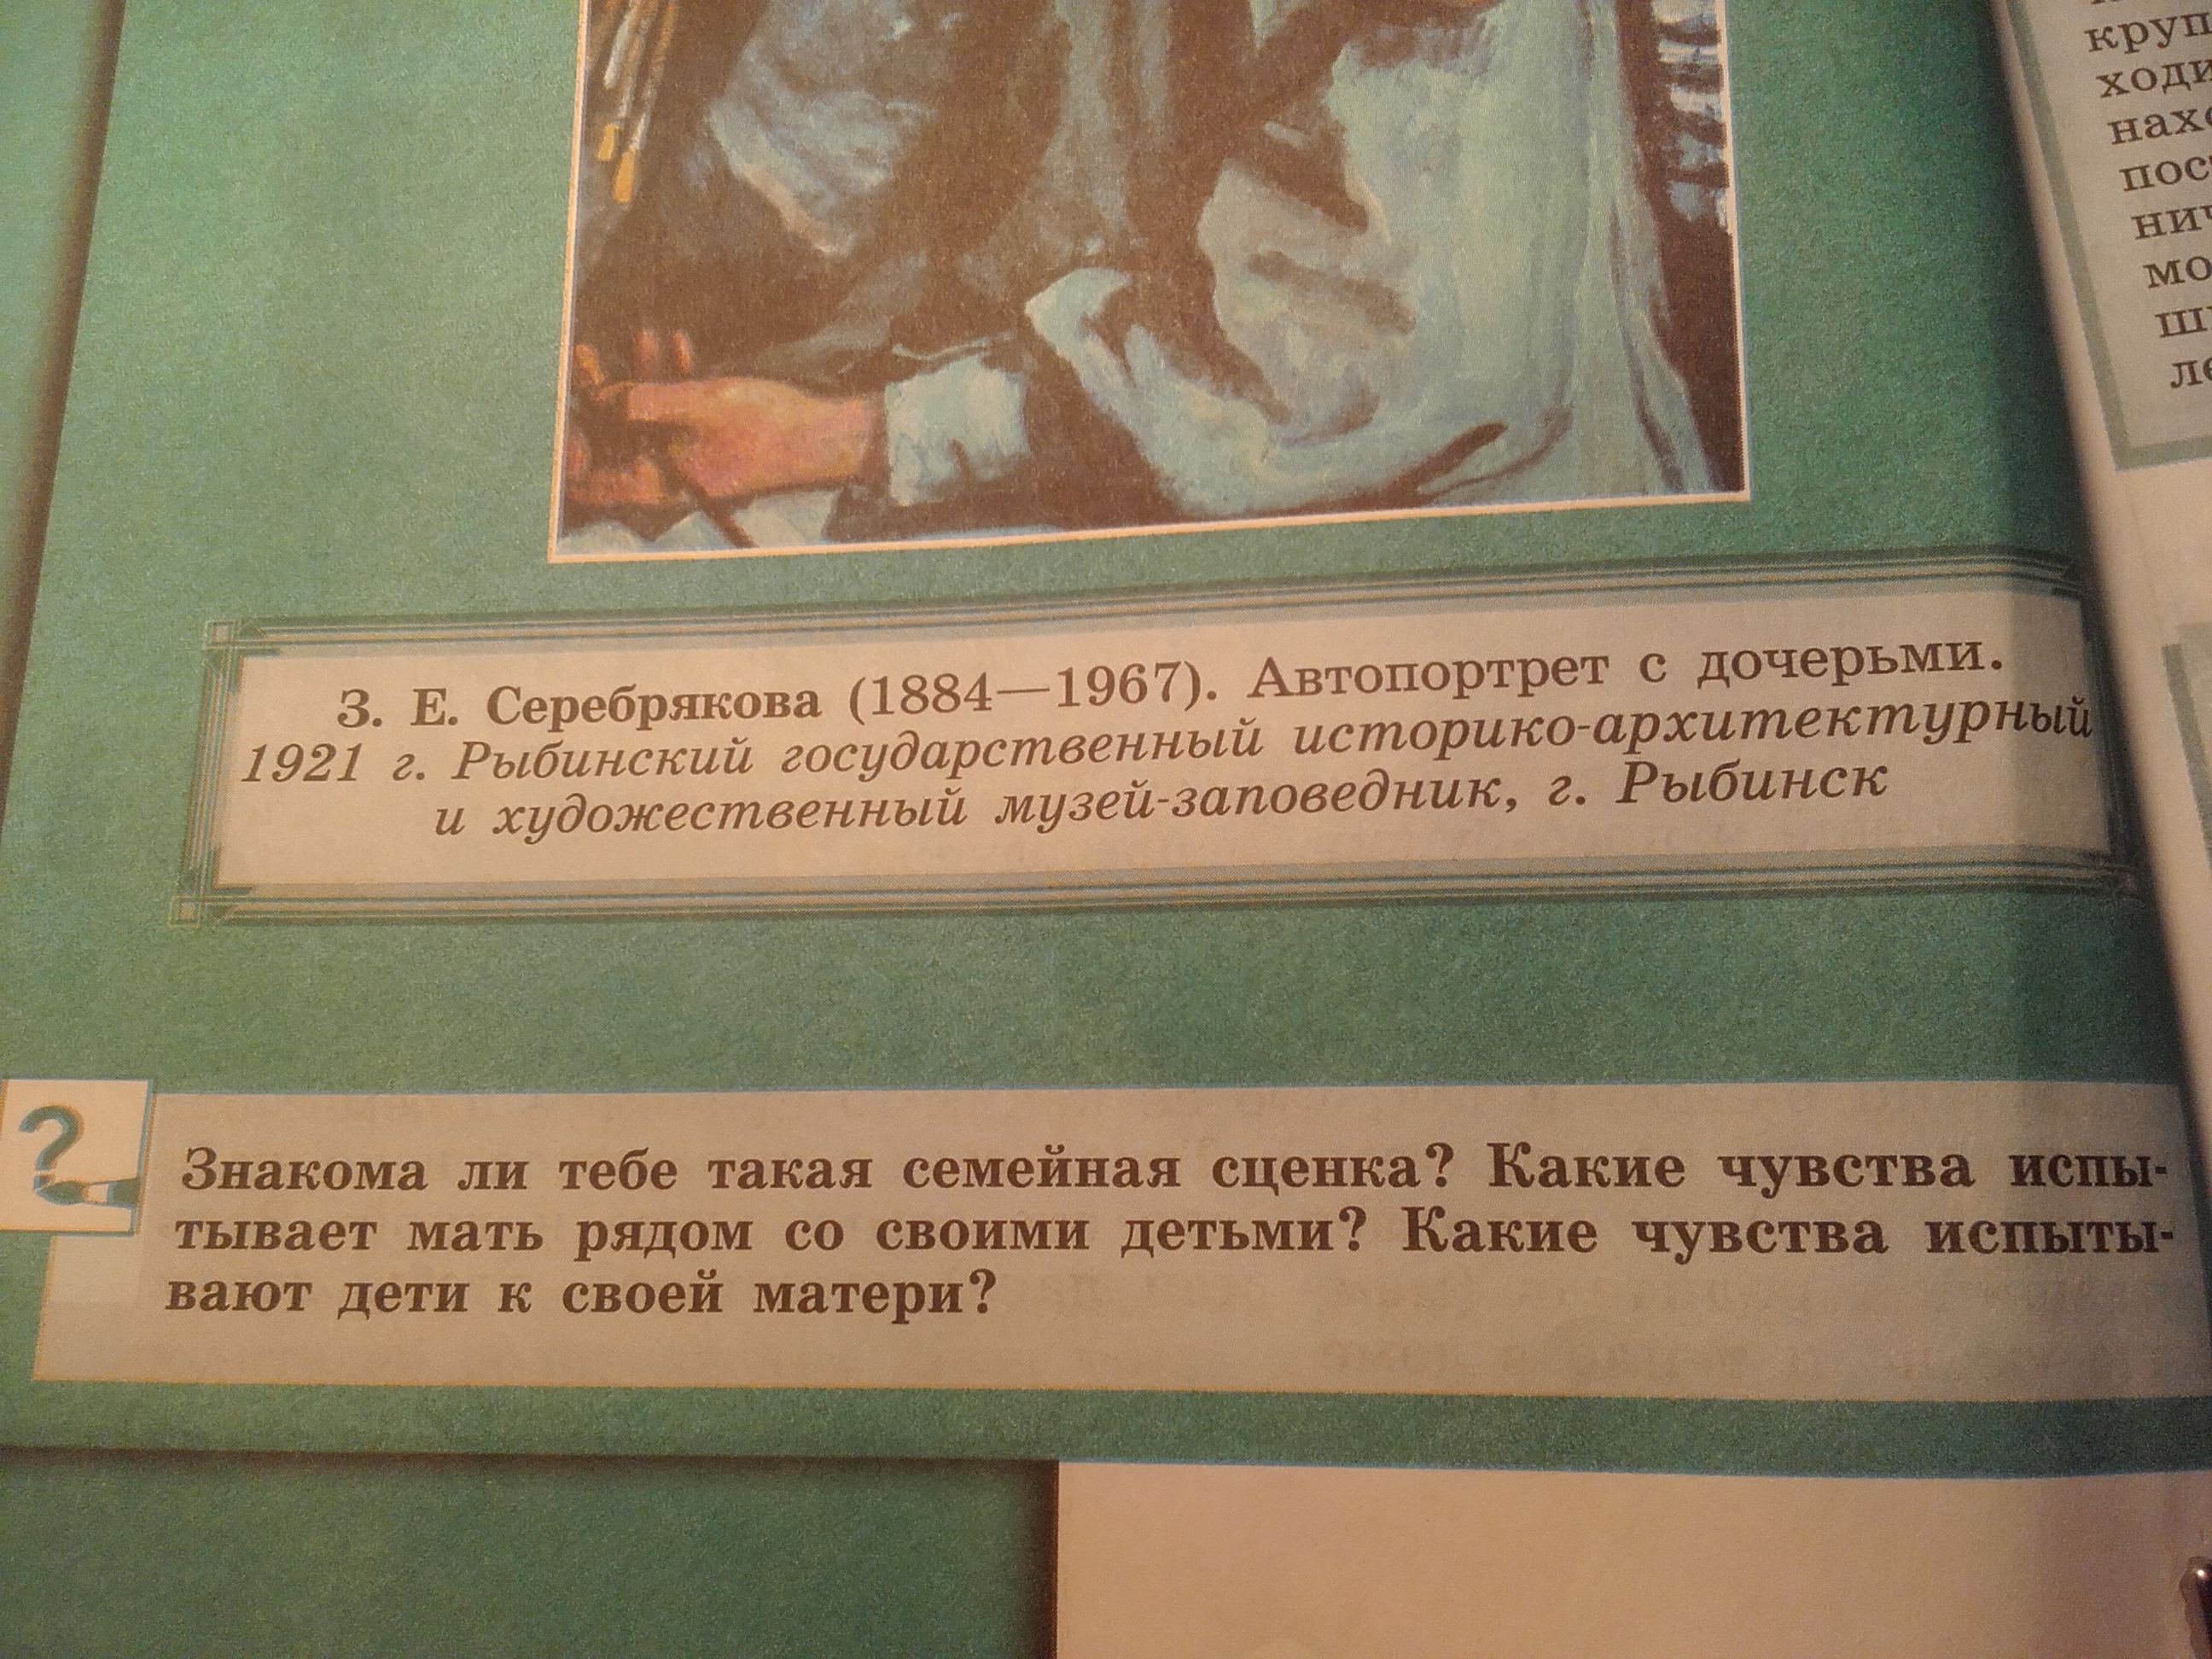 З. Е. Серебрякова (1884—1967). Автопортрет с дочерьми.
1921 г. Рыбинский государственный историко-архитектурный
и художественный музей-заповедник, г. Рыбинск
Знакома ли тебе такая семейная сценка? Какие чувства испы-
тывает мать рядом со своими детьми? Какие чувства испыты-
вают дети к своей матери?